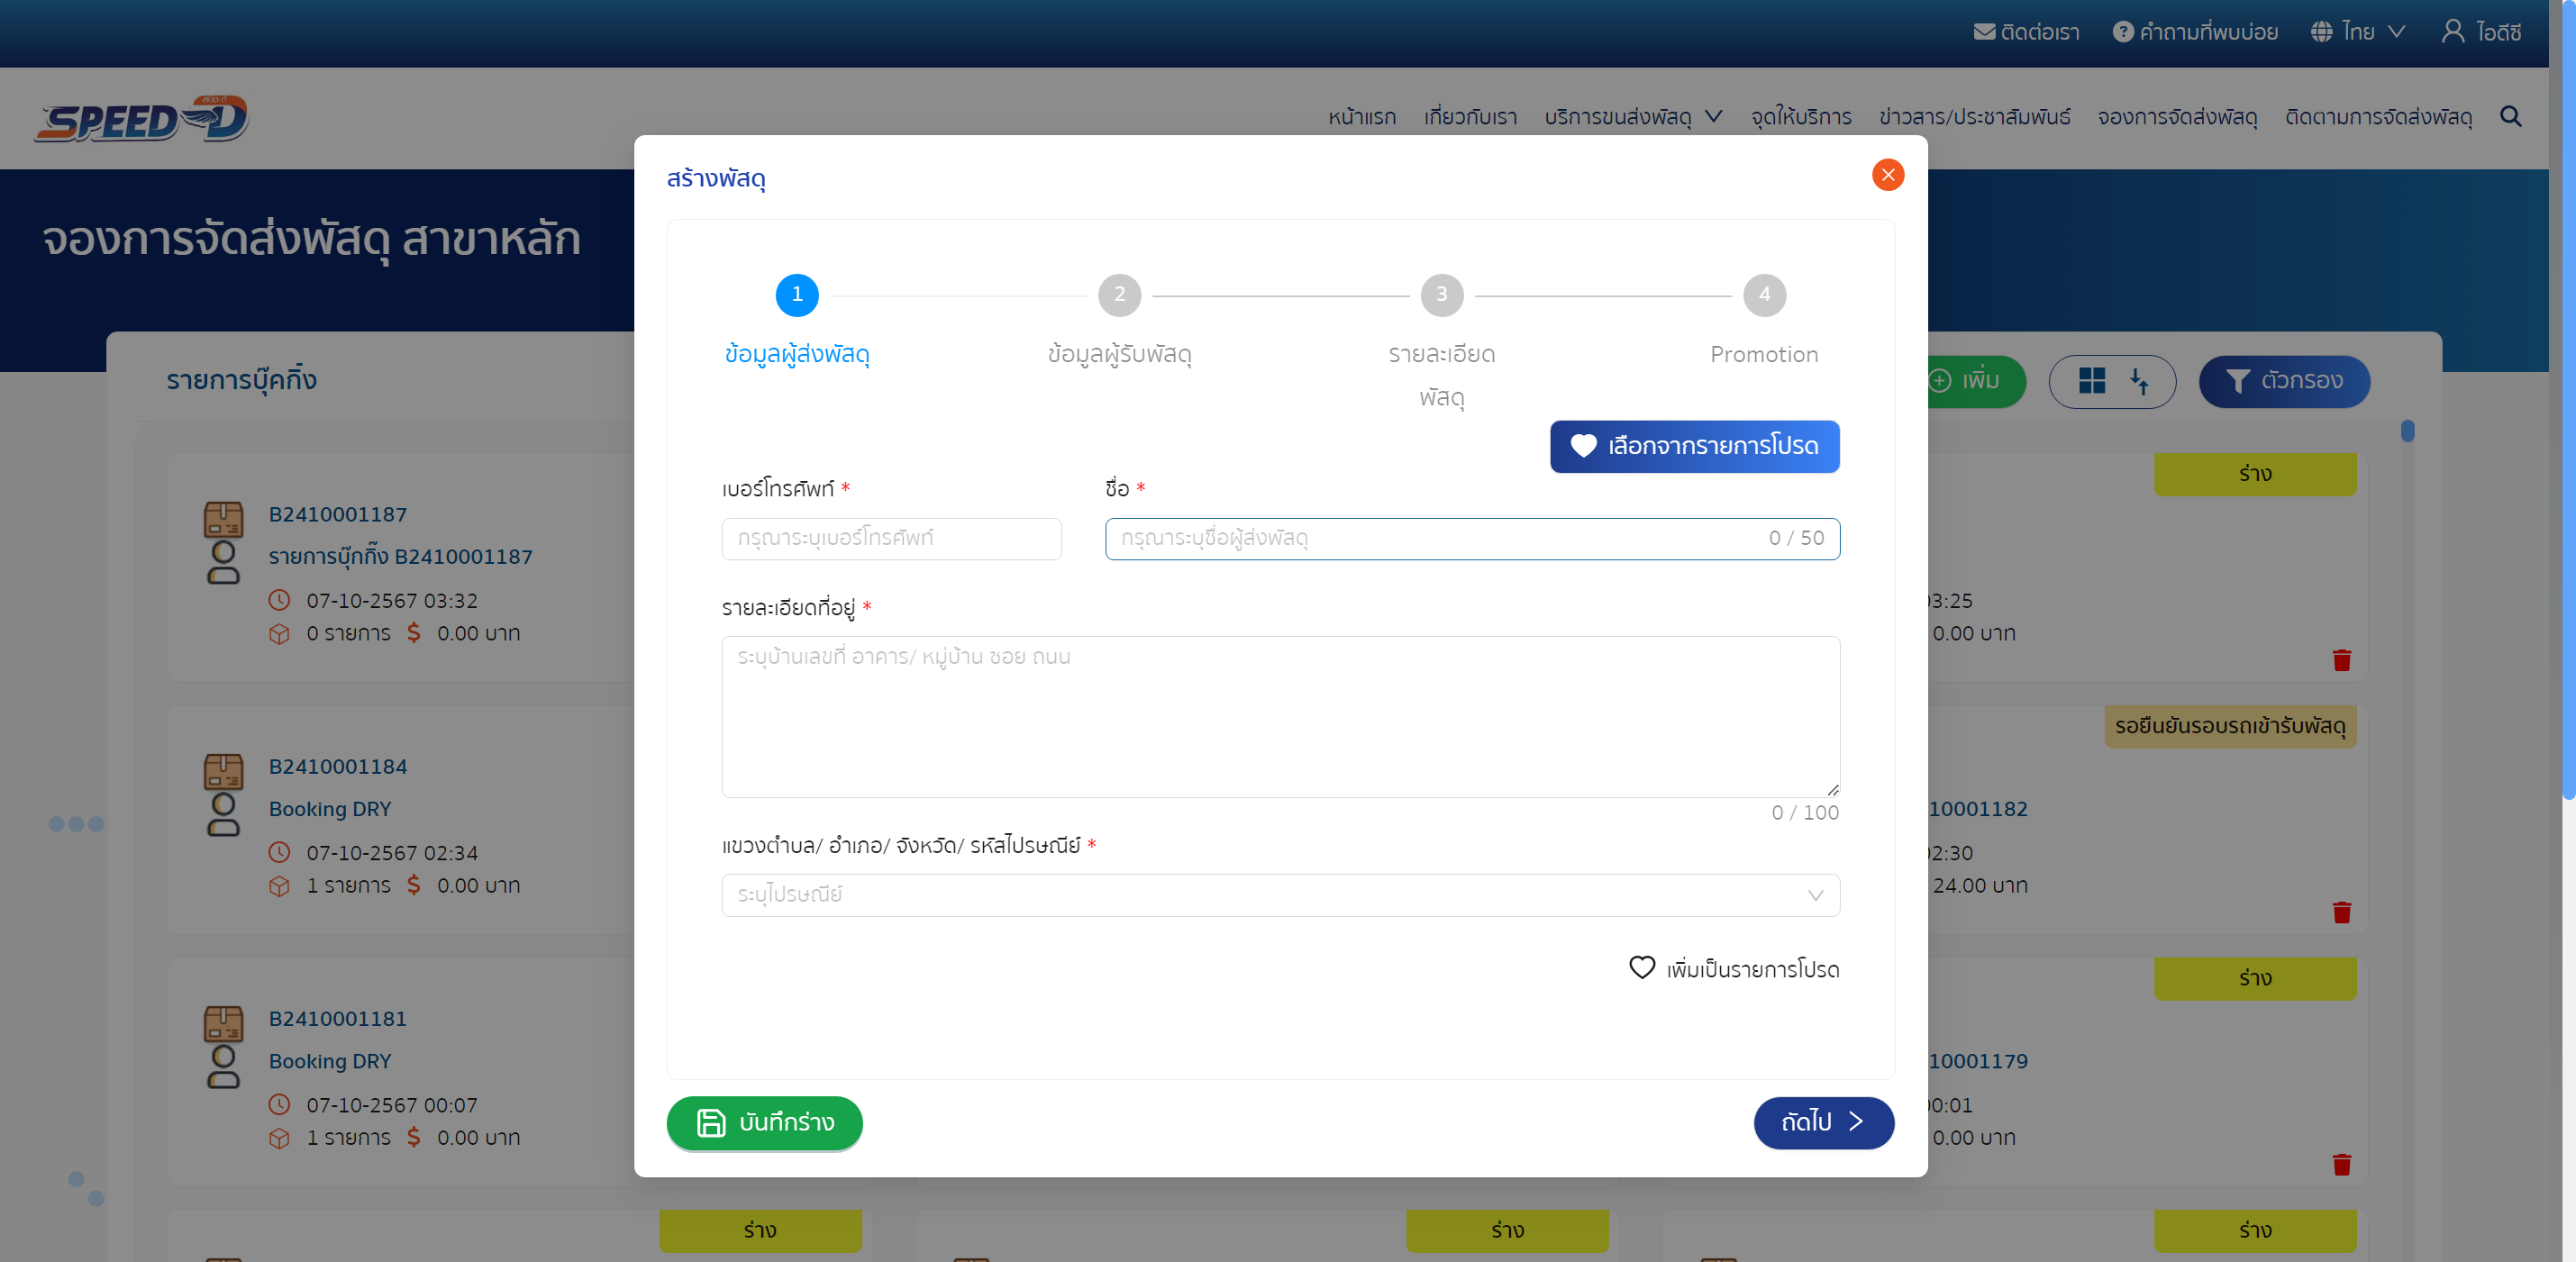 ติดต่อเรา คำถามที่พบบ่อย ไทย ไอดีซี
SPEED สปีด-ดี D
หน้าแรก เกี่ยวกับเรา บริการขนส่งพัสดุ จุดให้บริการ ข่าวสาร/ประชาสัมพันธ์ จองการจัดส่งพัสดุ ติดตามการจัดส่งพัสดุ
จองการจัดส่งพัสดุ สาขาหลัก
รายการบุ๊คกิ้ง
เพิ่ม ตัวกรอง
B2410001187
รายการบุ๊กกิ๊ง B2410001187
07-10-2567 03:32
0 รายการ $ 0.00 บาท
B2410001184
Booking DRY
07-10-2567 02:34
1 รายการ $ 0.00 บาท
B2410001181
Booking DRY
07-10-2567 00:07
1 รายการ $ 0.00 บาท
ร่าง
สร้างพัสดุ
1 2 3 4
ข้อมูลผู้ส่งพัสดุ ข้อมูลผู้รับพัสดุ รายละเอียด Promotion
พัสดุ
เลือกจากรายการโปรด
เบอร์โทรศัพท์ * ชื่อ *
กรุณาระบุเบอร์โทรศัพท์ กรุณาระบุชื่อผู้ส่งพัสดุ 0 / 50
รายละเอียดที่อยู่ *
ระบุบ้านเลขที่ อาคาร/ หมู่บ้าน ซอย ถนน
0 / 100
แขวงตำบล/ อำเภอ/ จังหวัด/ รหัสไปรษณีย์ *
ระบุไปรษณีย์
เพิ่มเป็นรายการโปรด
บันทึกร่าง ถัดไป
ร่าง
ร่าง
03:25
0.00 บาท
รอยืนยันรอบรถเข้ารับพัสดุ
10001182
02:30
24.00 บาท
ร่าง
10001179
00:01
0.00 บาท
ร่าง